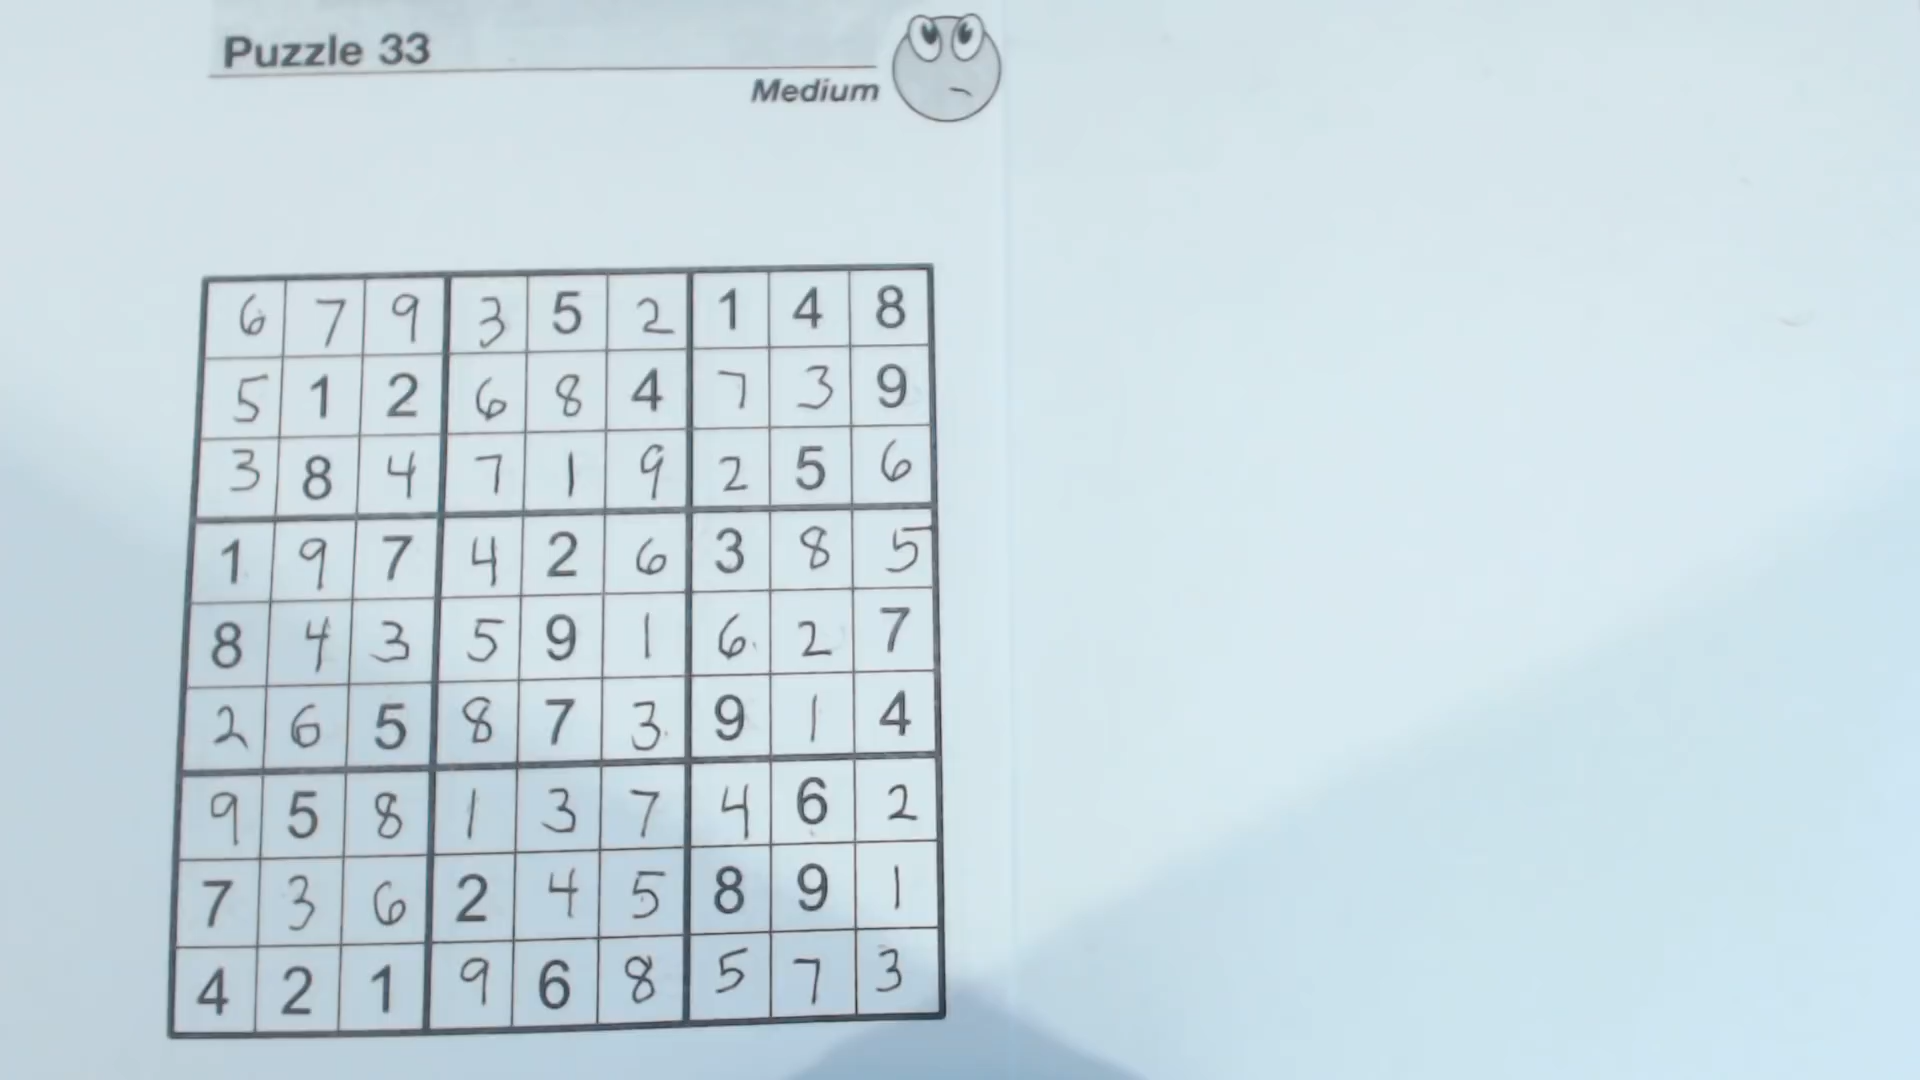 Puzzle 33
Medium
6 7 9 3 5 2 1 4 8
5 1 2 6 8 4 7 3 9
3 8 4 7 1 9 2 5 6
1 9 7 4 2 6 3 8 5
8 4 3 5 9 1 6 2 7
2 6 5 8 7 3 9 1 4
9 5 8 1 3 7 4 6 2
7 3 6 2 4 5 8 9 1
4 2 1 9 6 8 5 7 3